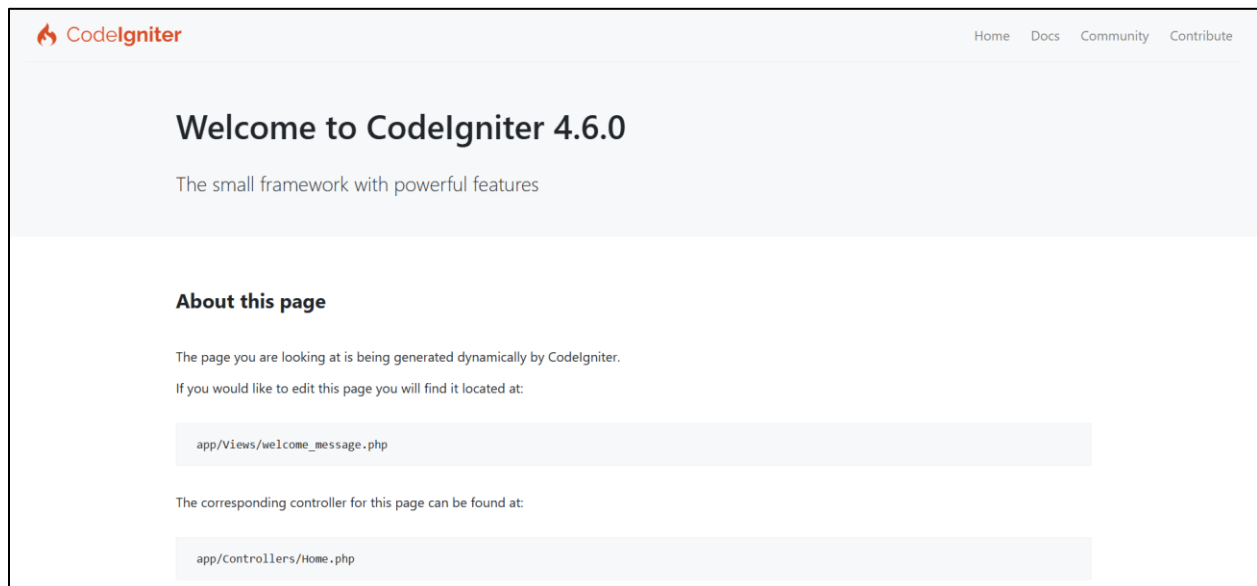 CodeIgniter
Home Docs Community Contribute
Welcome to CodeIgniter 4.6.0
The small framework with powerful features
About this page
The page you are looking at is being generated dynamically by CodeIgniter.
If you would like to edit this page you will find it located at:
app/Views/welcome_message.php
The corresponding controller for this page can be found at:
app/Controllers/Home.php